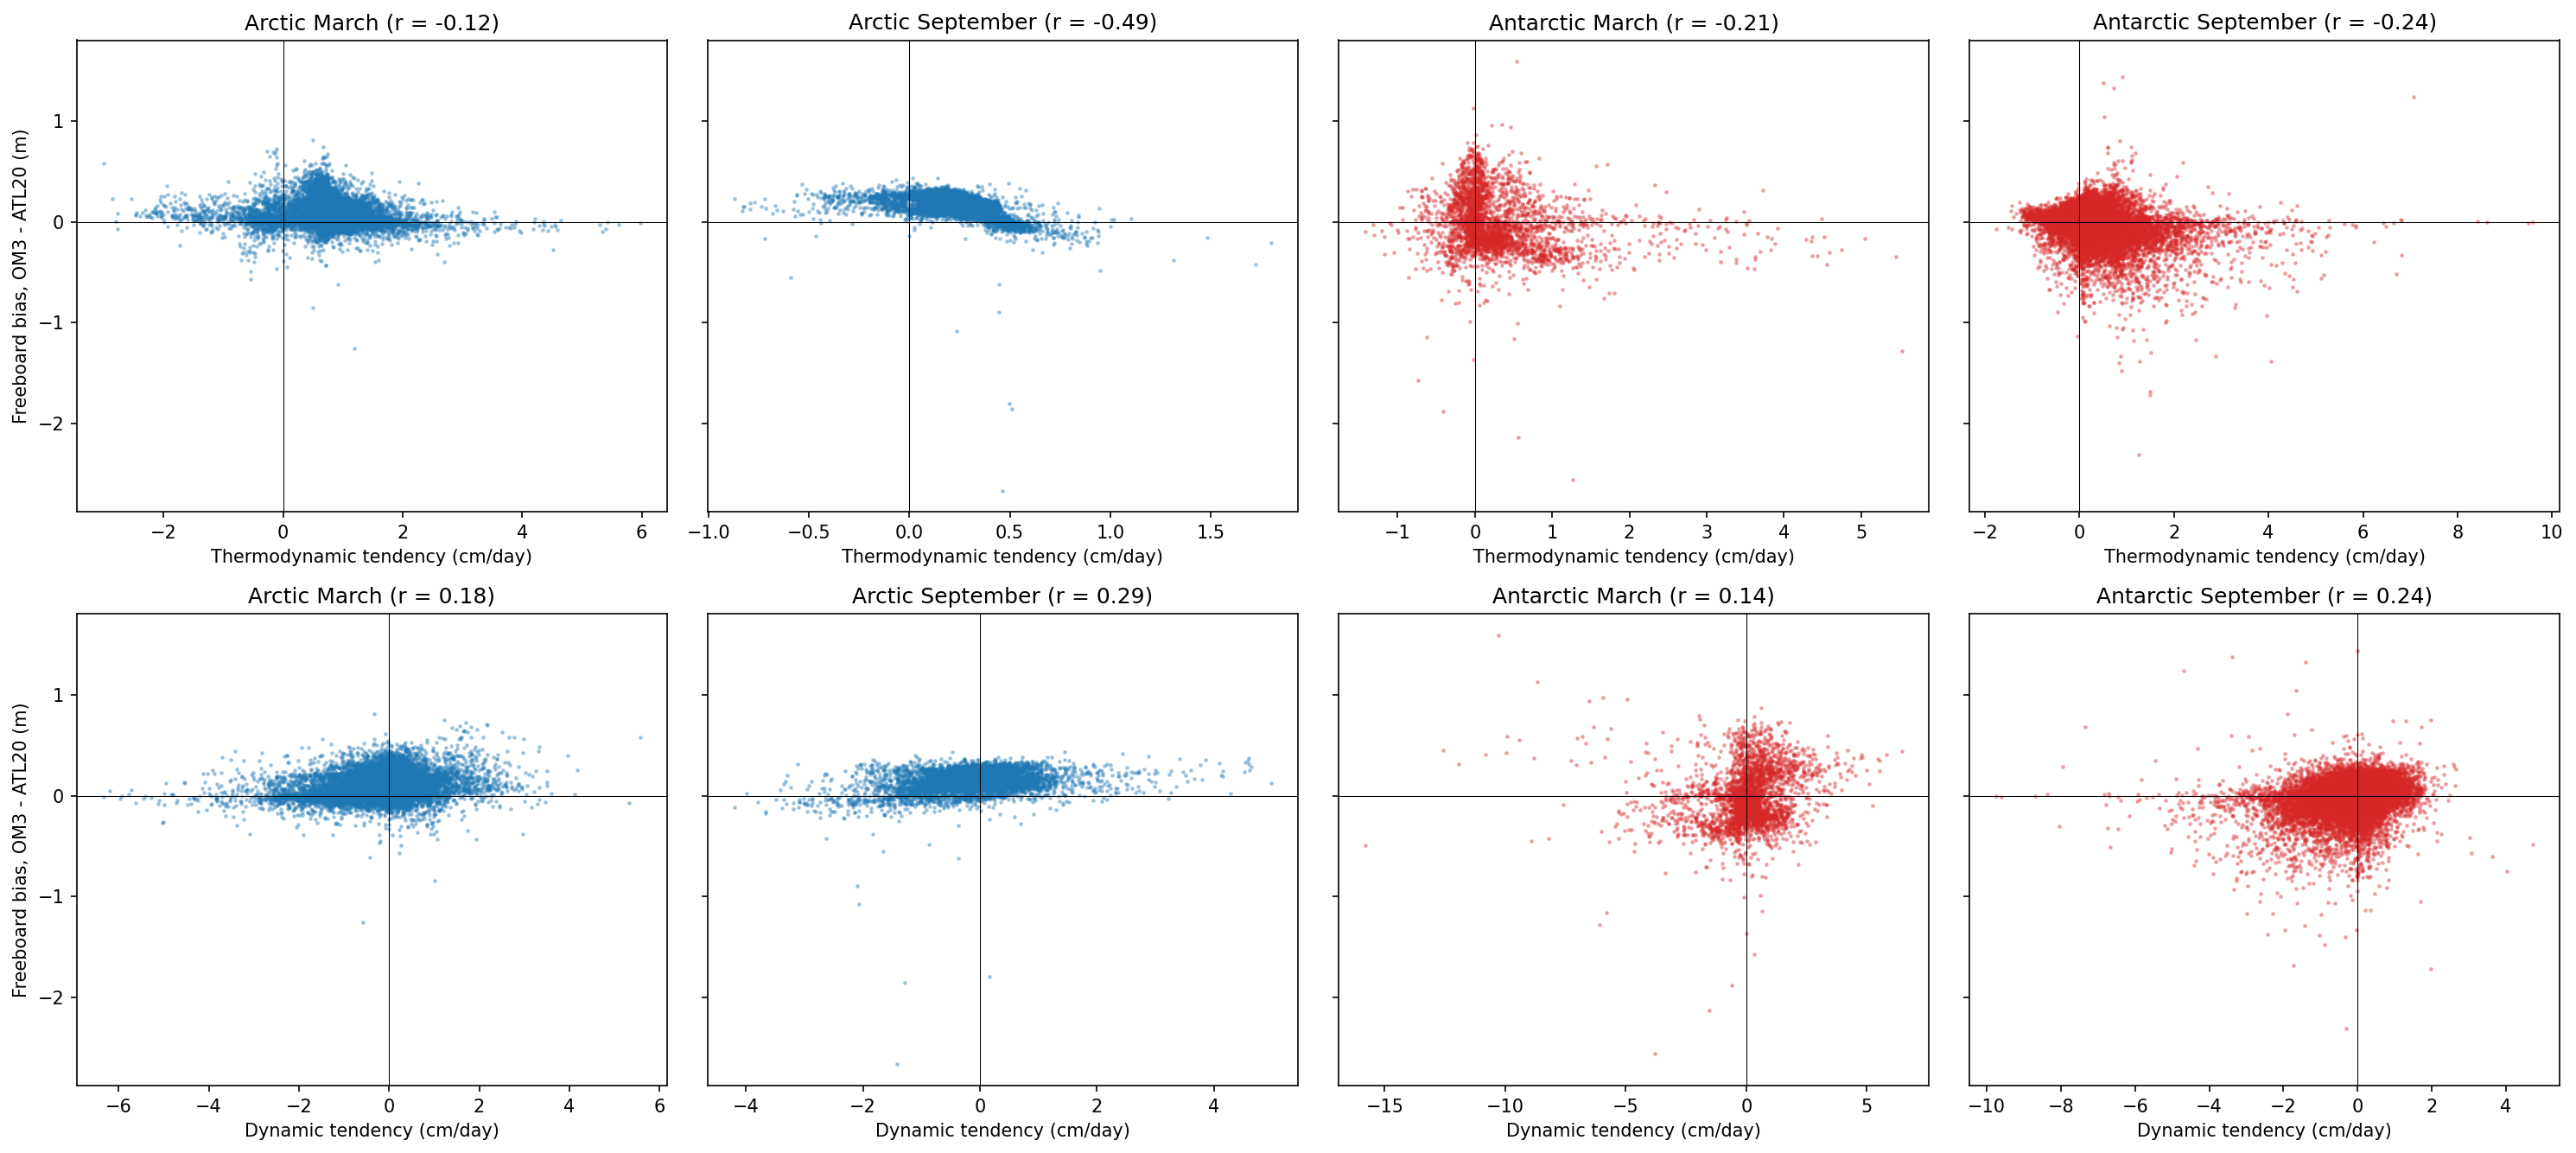 Arctic March (r = -0.12)
Arctic September (r = -0.49)
Antarctic March (r = -0.21)
Antarctic September (r = -0.24)
Freeboard bias, OM3 - ATL20 (m)
1
0
−1
−2
−2 0 2 4 6
−1.0 −0.5 0.0 0.5 1.0 1.5
−1 0 1 2 3 4 5
−2 0 2 4 6 8 10
Thermodynamic tendency (cm/day)
Thermodynamic tendency (cm/day)
Thermodynamic tendency (cm/day)
Thermodynamic tendency (cm/day)
Arctic March (r = 0.18)
Arctic September (r = 0.29)
Antarctic March (r = 0.14)
Antarctic September (r = 0.24)
Freeboard bias, OM3 - ATL20 (m)
1
0
−1
−2
−6 −4 −2 0 2 4 6
−4 −2 0 2 4
−15 −10 −5 0 5
−10 −8 −6 −4 −2 0 2 4
Dynamic tendency (cm/day)
Dynamic tendency (cm/day)
Dynamic tendency (cm/day)
Dynamic tendency (cm/day)